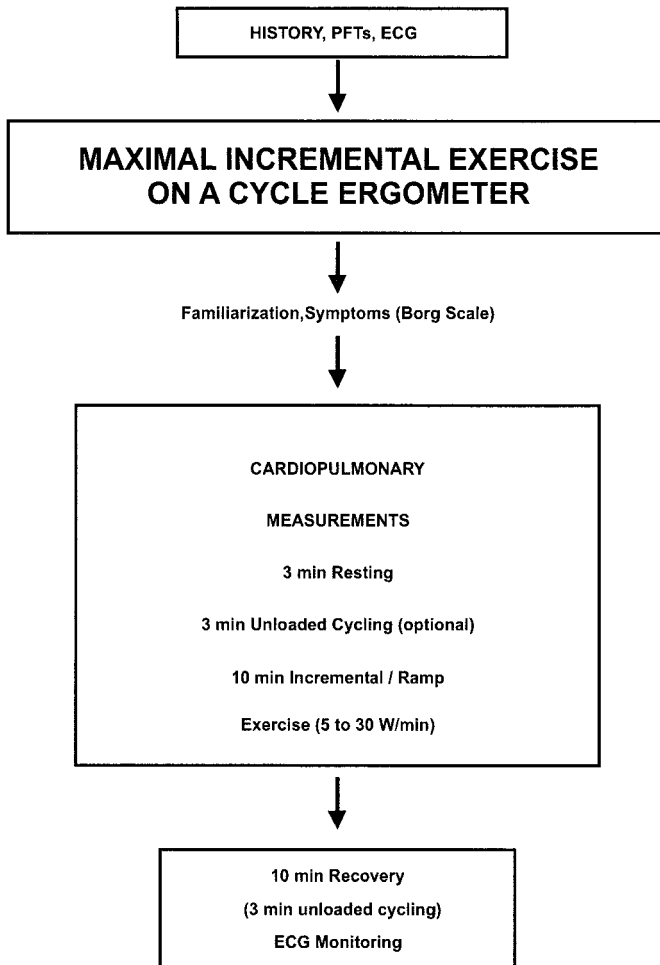 HISTORY, PFTs, ECG
MAXIMAL INCREMENTAL EXERCISE
ON A CYCLE ERGOMETER
Familiarization,Symptoms (Borg Scale)
CARDIOPULMONARY
MEASUREMENTS
3 min Resting
3 min Unloaded Cycling (optional)
10 min Incremental / Ramp
Exercise (5 to 30 W/min)
10 min Recovery
(3 min unloaded cycling)
ECG Monitoring